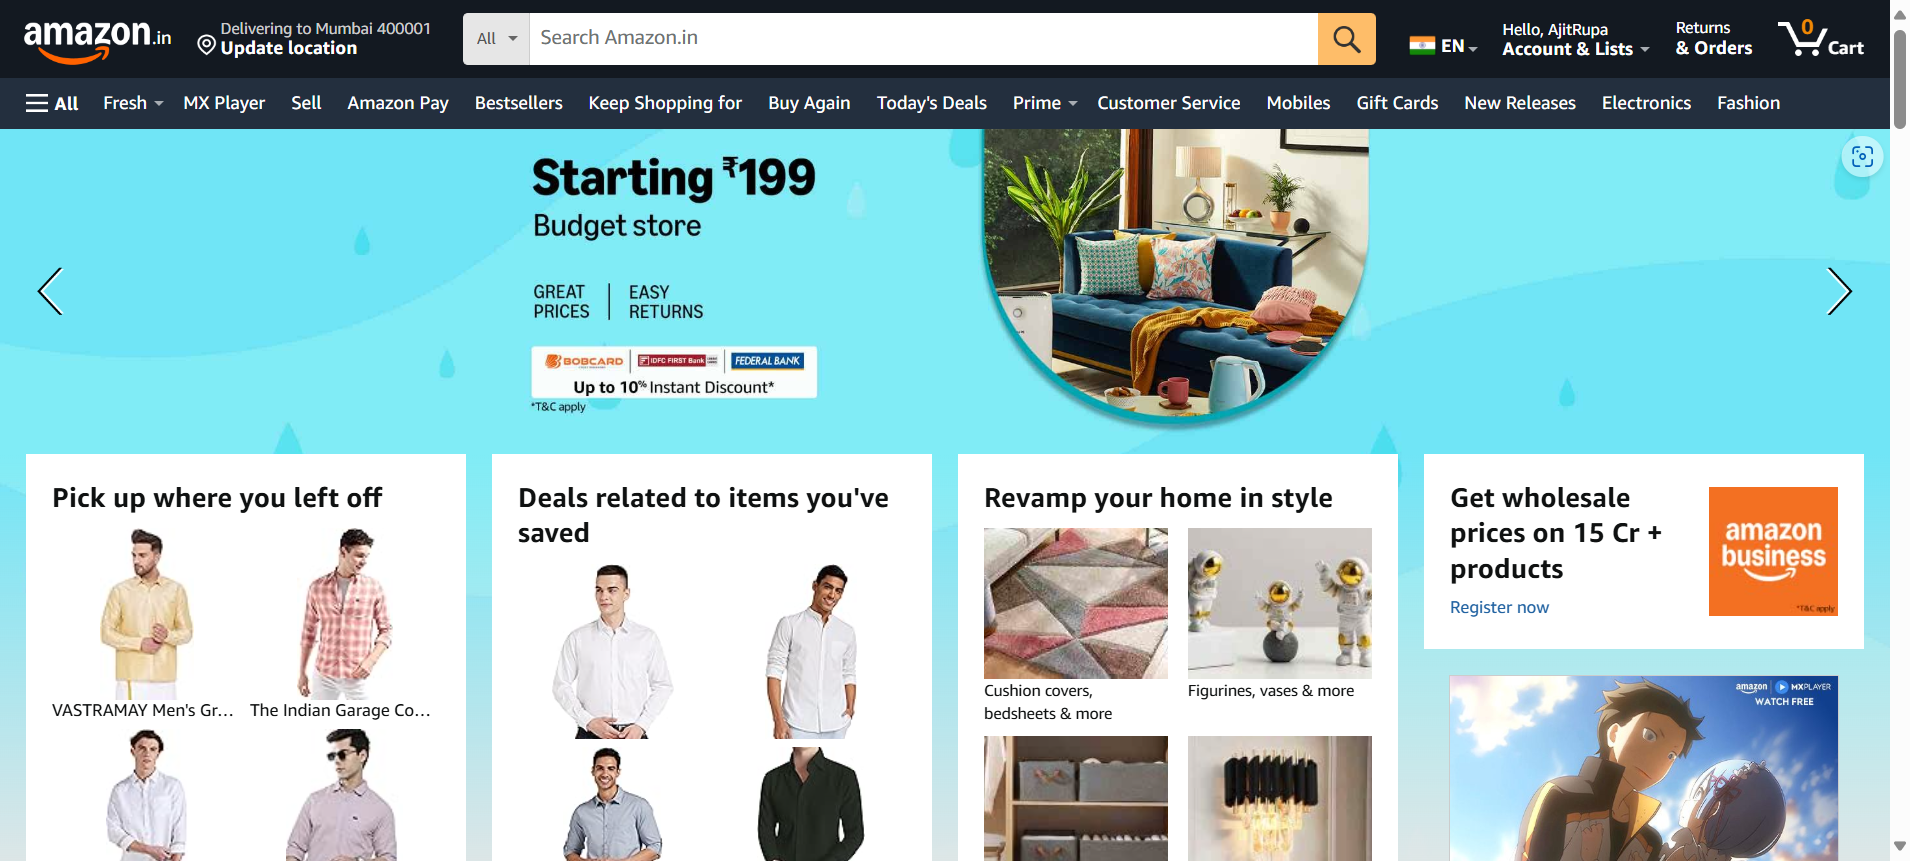 amazon.in
Delivering to Mumbai 400001
Update location
All
Search Amazon.in
EN
Hello, AjitRupa
Account & Lists
Returns
& Orders
0
Cart
All
Fresh
MX Player
Sell
Amazon Pay
Bestsellers
Keep Shopping for
Buy Again
Today's Deals
Prime
Customer Service
Mobiles
Gift Cards
New Releases
Electronics
Fashion
Starting ₹199
Budget store
GREAT
PRICES
EASY
RETURNS
BOBCARD
IDFC FIRST Bank
FEDERAL BANK
Up to 10% Instant Discount*
*T&C apply
Pick up where you left off
VASTRAMAY Men's Gr...
The Indian Garage Co...
Deals related to items you've
saved
Revamp your home in style
Cushion covers,
bedsheets & more
Figurines, vases & more
Get wholesale
prices on 15 Cr +
products
Register now
amazon
business
*T&C apply
amazon MXPLAYER
WATCH FREE